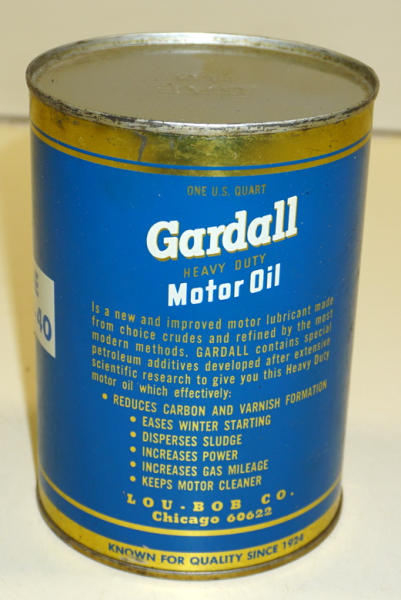 ONE U.S. QUART
Gardall
HEAVY DUTY
Motor Oil
Is a new and improved motor lubricant made
from choice crudes and refined by the most
modern methods. GARDALL contains special
petroleum additives developed after extensive
scientific research to give you this Heavy Duty
motor oil which effectively:
• REDUCES CARBON AND VARNISH FORMATION
• EASES WINTER STARTING
• DISPERSES SLUDGE
• INCREASES POWER
• INCREASES GAS MILEAGE
• KEEPS MOTOR CLEANER
LOU-BOB CO.
Chicago 60622
KNOWN FOR QUALITY SINCE 1924
E
40